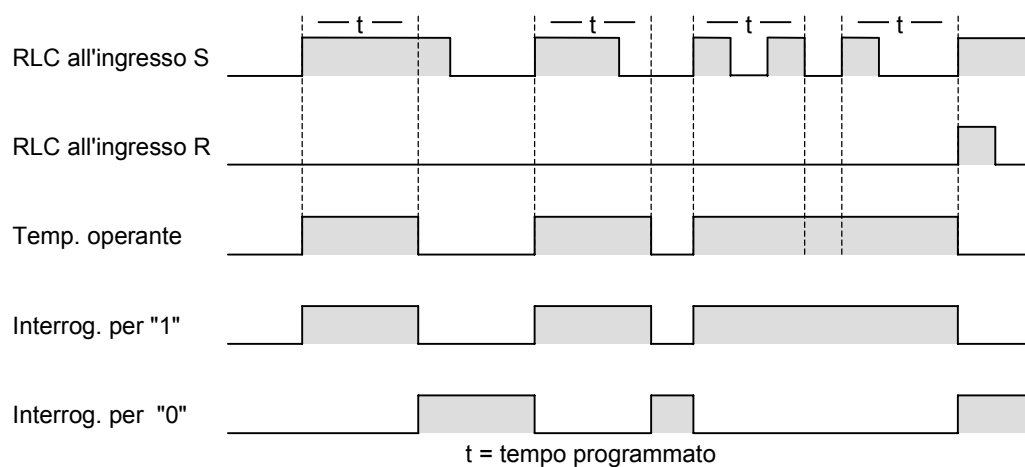 t t t t
RLC all'ingresso S
RLC all'ingresso R
Temp. operante
Interrog. per "1"
Interrog. per "0"
t = tempo programmato